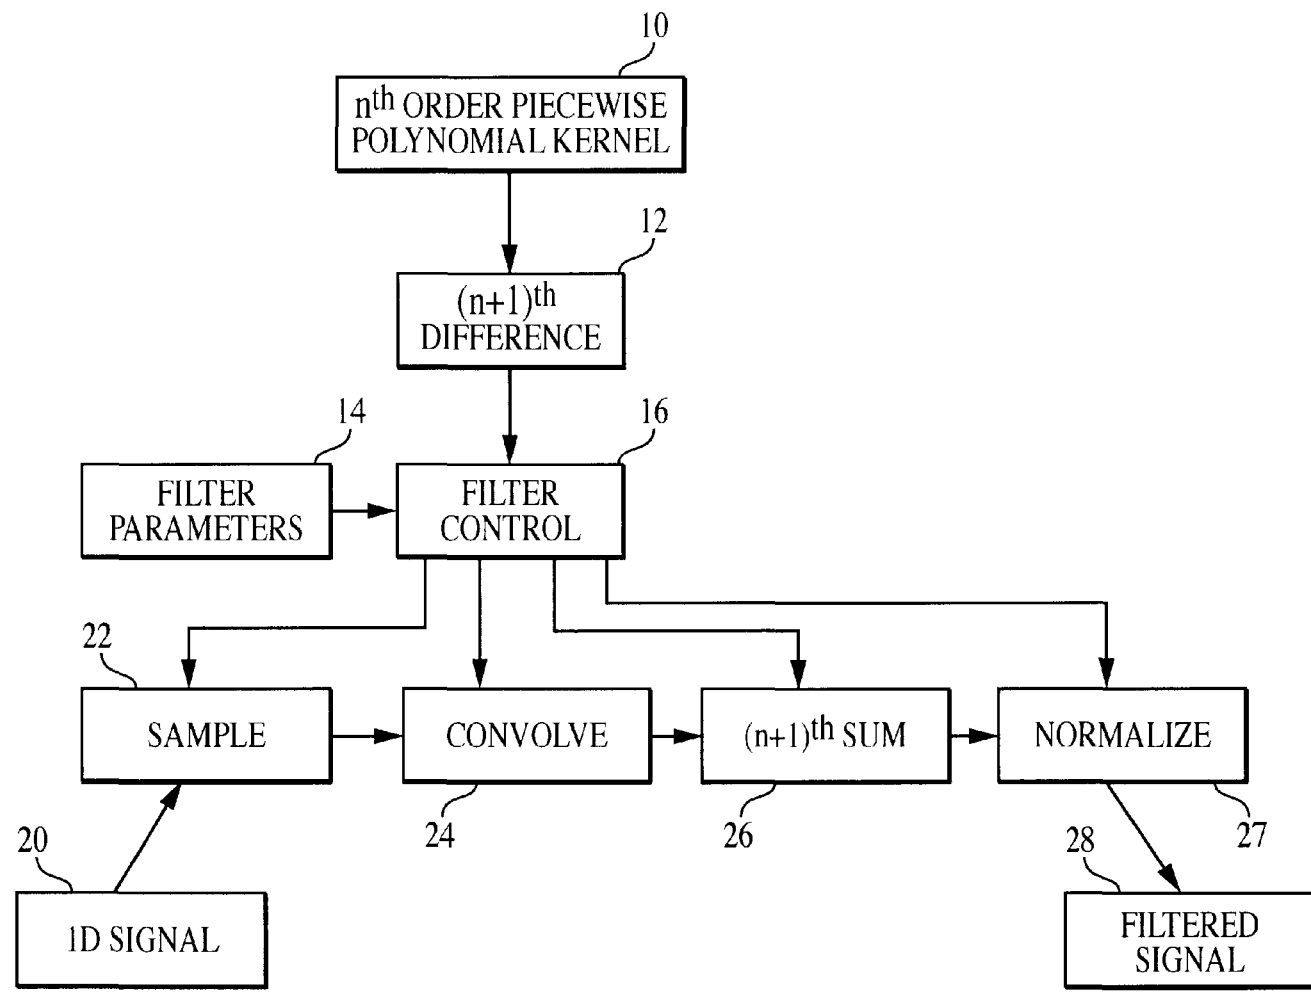 10
nth ORDER PIECEWISE
POLYNOMIAL KERNEL
12
(n+1)th
DIFFERENCE
14
16
FILTER
PARAMETERS
FILTER
CONTROL
22
SAMPLE
CONVOLVE
(n+1)th SUM
NORMALIZE
24
26
27
20
28
1D SIGNAL
FILTERED
SIGNAL